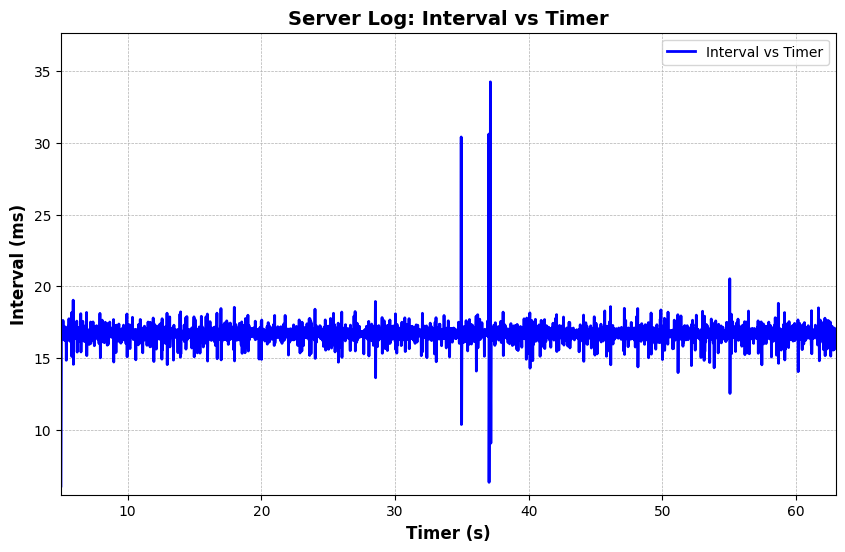 Server Log: Interval vs Timer
Interval vs Timer
35
30
25
20
15
10
Interval (ms)
10 20 30 40 50 60
Timer (s)